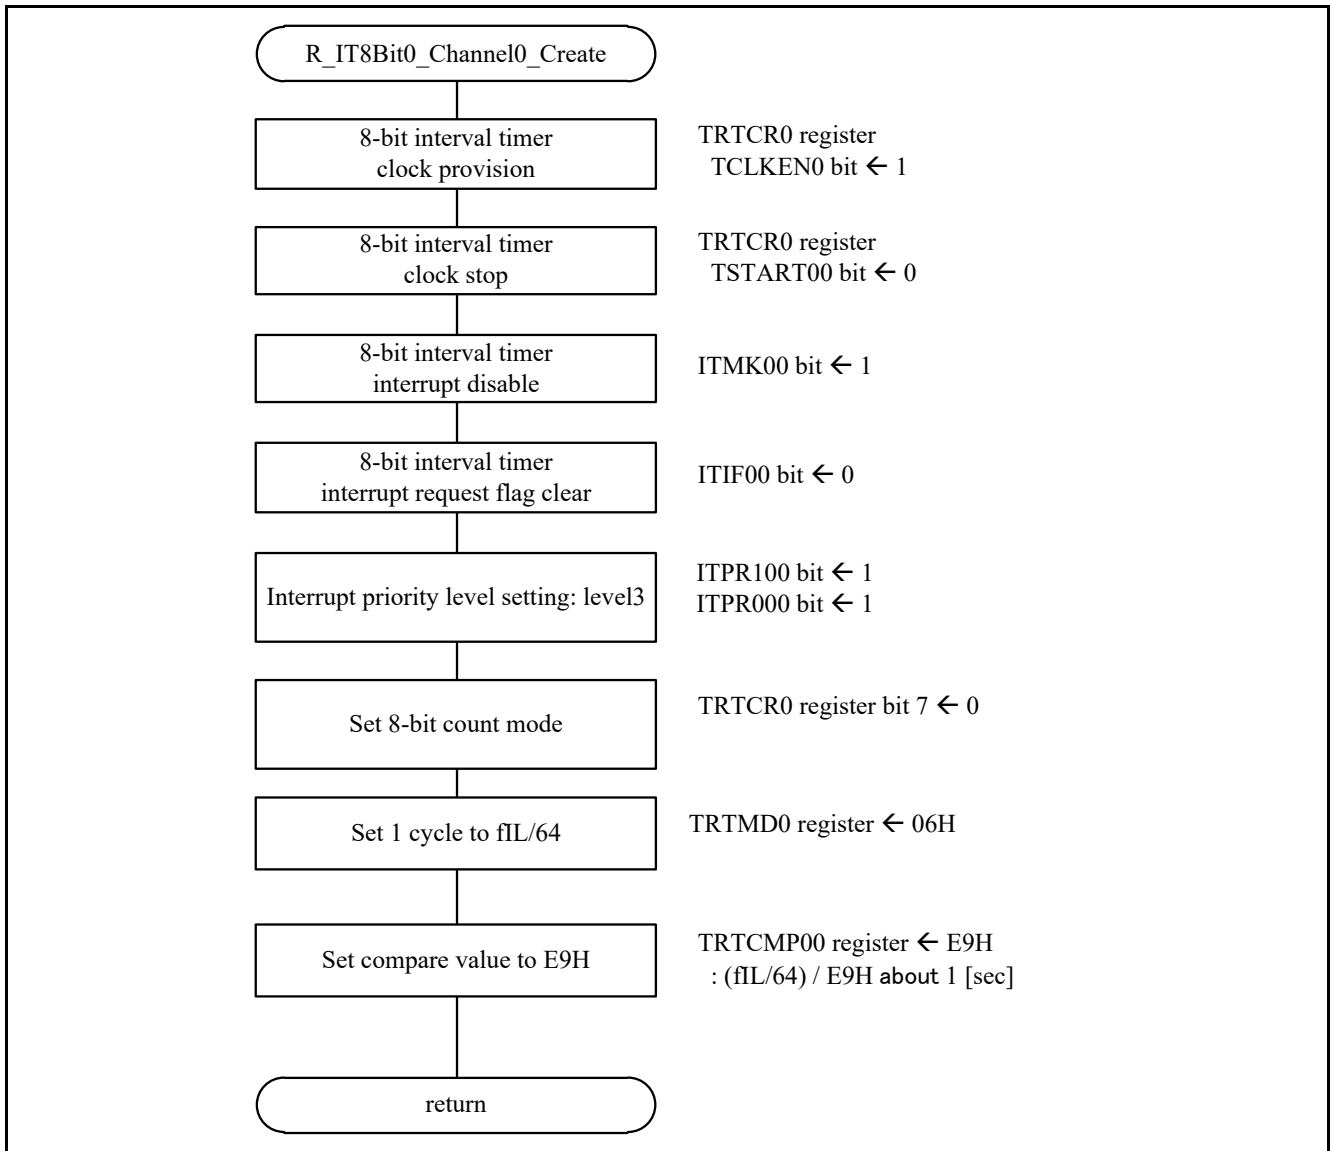 R_IT8Bit0_Channel0_Create
8-bit interval timer
clock provision
TRTCR0 register
TCLKEN0 bit ← 1
8-bit interval timer
clock stop
TRTCR0 register
TSTART00 bit ← 0
8-bit interval timer
interrupt disable
ITMK00 bit ← 1
8-bit interval timer
interrupt request flag clear
ITIF00 bit ← 0
Interrupt priority level setting: level3
ITPR100 bit ← 1
ITPR000 bit ← 1
Set 8-bit count mode
TRTCR0 register bit 7 ← 0
Set 1 cycle to fIL/64
TRTMD0 register ← 06H
Set compare value to E9H
TRTCMP00 register ← E9H
: (fIL/64) / E9H about 1 [sec]
return